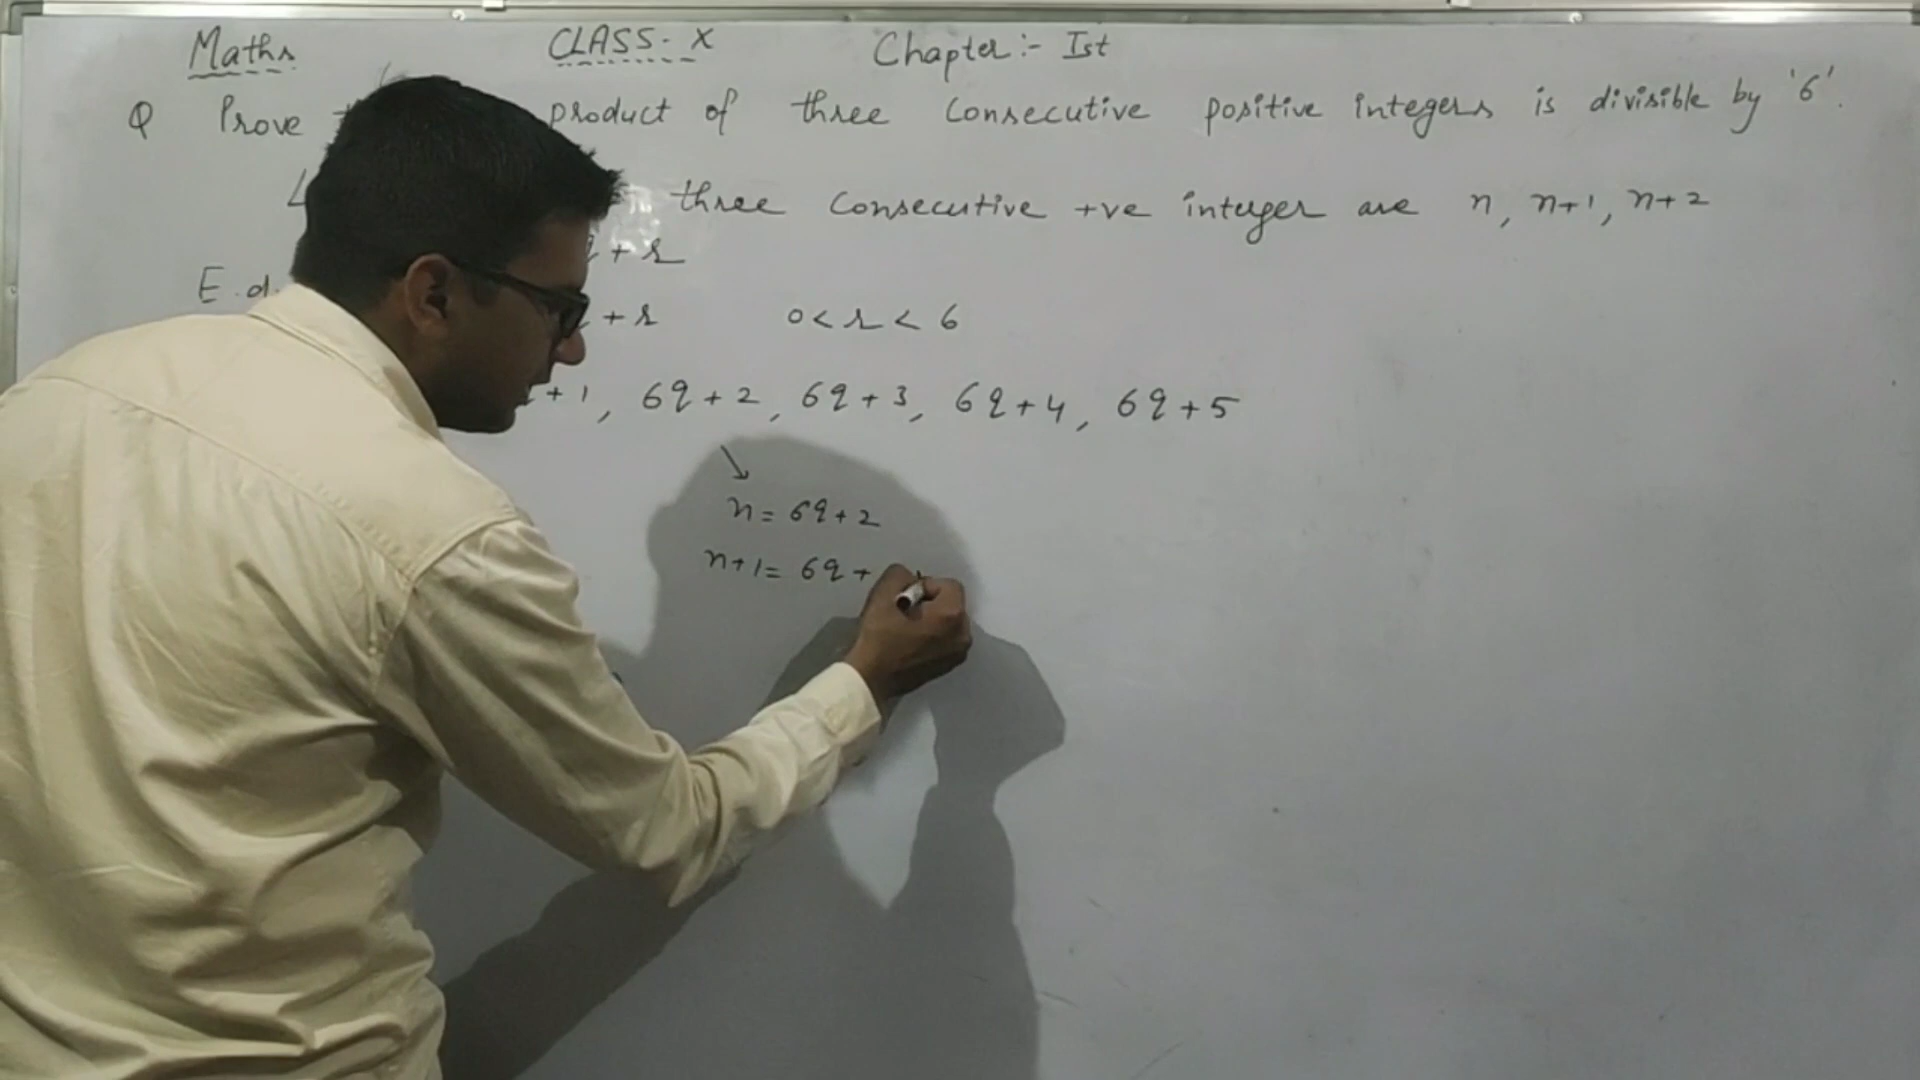 Maths CLASS- X Chapter:- Ist
Q Prove product of three Consecutive positive integers is divisible by '6'.
three Consecutive +ve integer are n, n+1, n+2
+ r
E.d.
+ r 0 < r < 6
+1, 6q+2, 6q+3, 6q+4, 6q+5
n = 6q+2
n+1 = 6q+